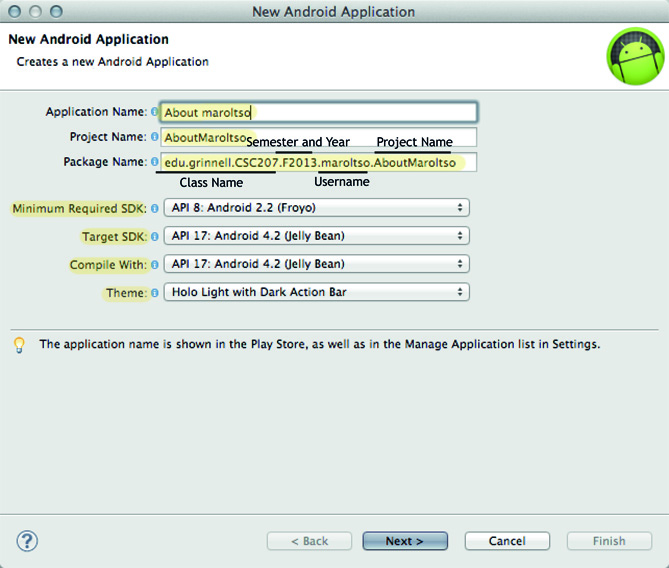 New Android Application
New Android Application
Creates a new Android Application
Application Name: About maroltso
Project Name: AboutMaroltso
Semester and Year Project Name
Package Name: edu.grinnell.CSC207.F2013.maroltso.AboutMaroltso
Class Name Username
Minimum Required SDK: API 8: Android 2.2 (Froyo)
Target SDK: API 17: Android 4.2 (Jelly Bean)
Compile With: API 17: Android 4.2 (Jelly Bean)
Theme: Holo Light with Dark Action Bar
The application name is shown in the Play Store, as well as in the Manage Application list in Settings.
? < Back Next > Cancel Finish